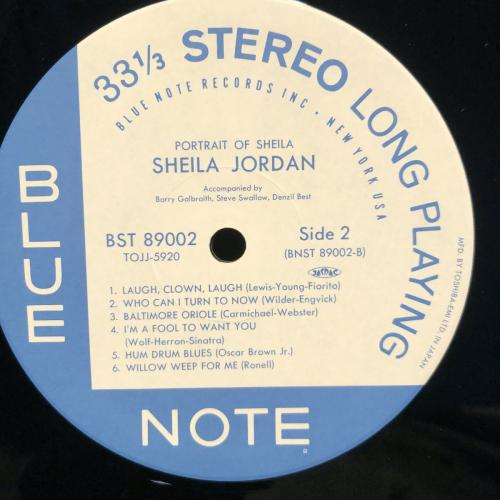 33⅓ STEREO LONG PLAYING
BLUE NOTE RECORDS INC · NEW YORK USA
PORTRAIT OF SHEILA
SHEILA JORDAN
Accompanied by
Barry Galbraith, Steve Swallow, Denzil Best
BST 89002
TOJJ-5920
Side 2
(BNST 89002-B)
JASRAC
1. LAUGH, CLOWN, LAUGH (Lewis-Young-Fiorito)
2. WHO CAN I TURN TO NOW (Wilder-Engvick)
3. BALTIMORE ORIOLE (Carmichael-Webster)
4. I'M A FOOL TO WANT YOU
(Wolf-Herron-Sinatra)
5. HUM DRUM BLUES (Oscar Brown Jr.)
6. WILLOW WEEP FOR ME (Ronell)
MFD. BY TOSHIBA-EMI LTD. IN JAPAN
BLUE
NOTE